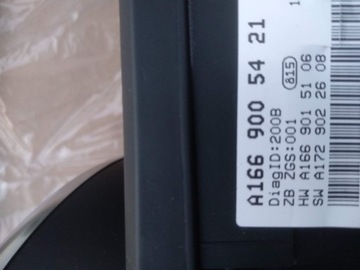 A166 900 54 21
DiagID:200B
815
ZB ZGS:001
HW A166 901 51 06
SW A172 902 26 08